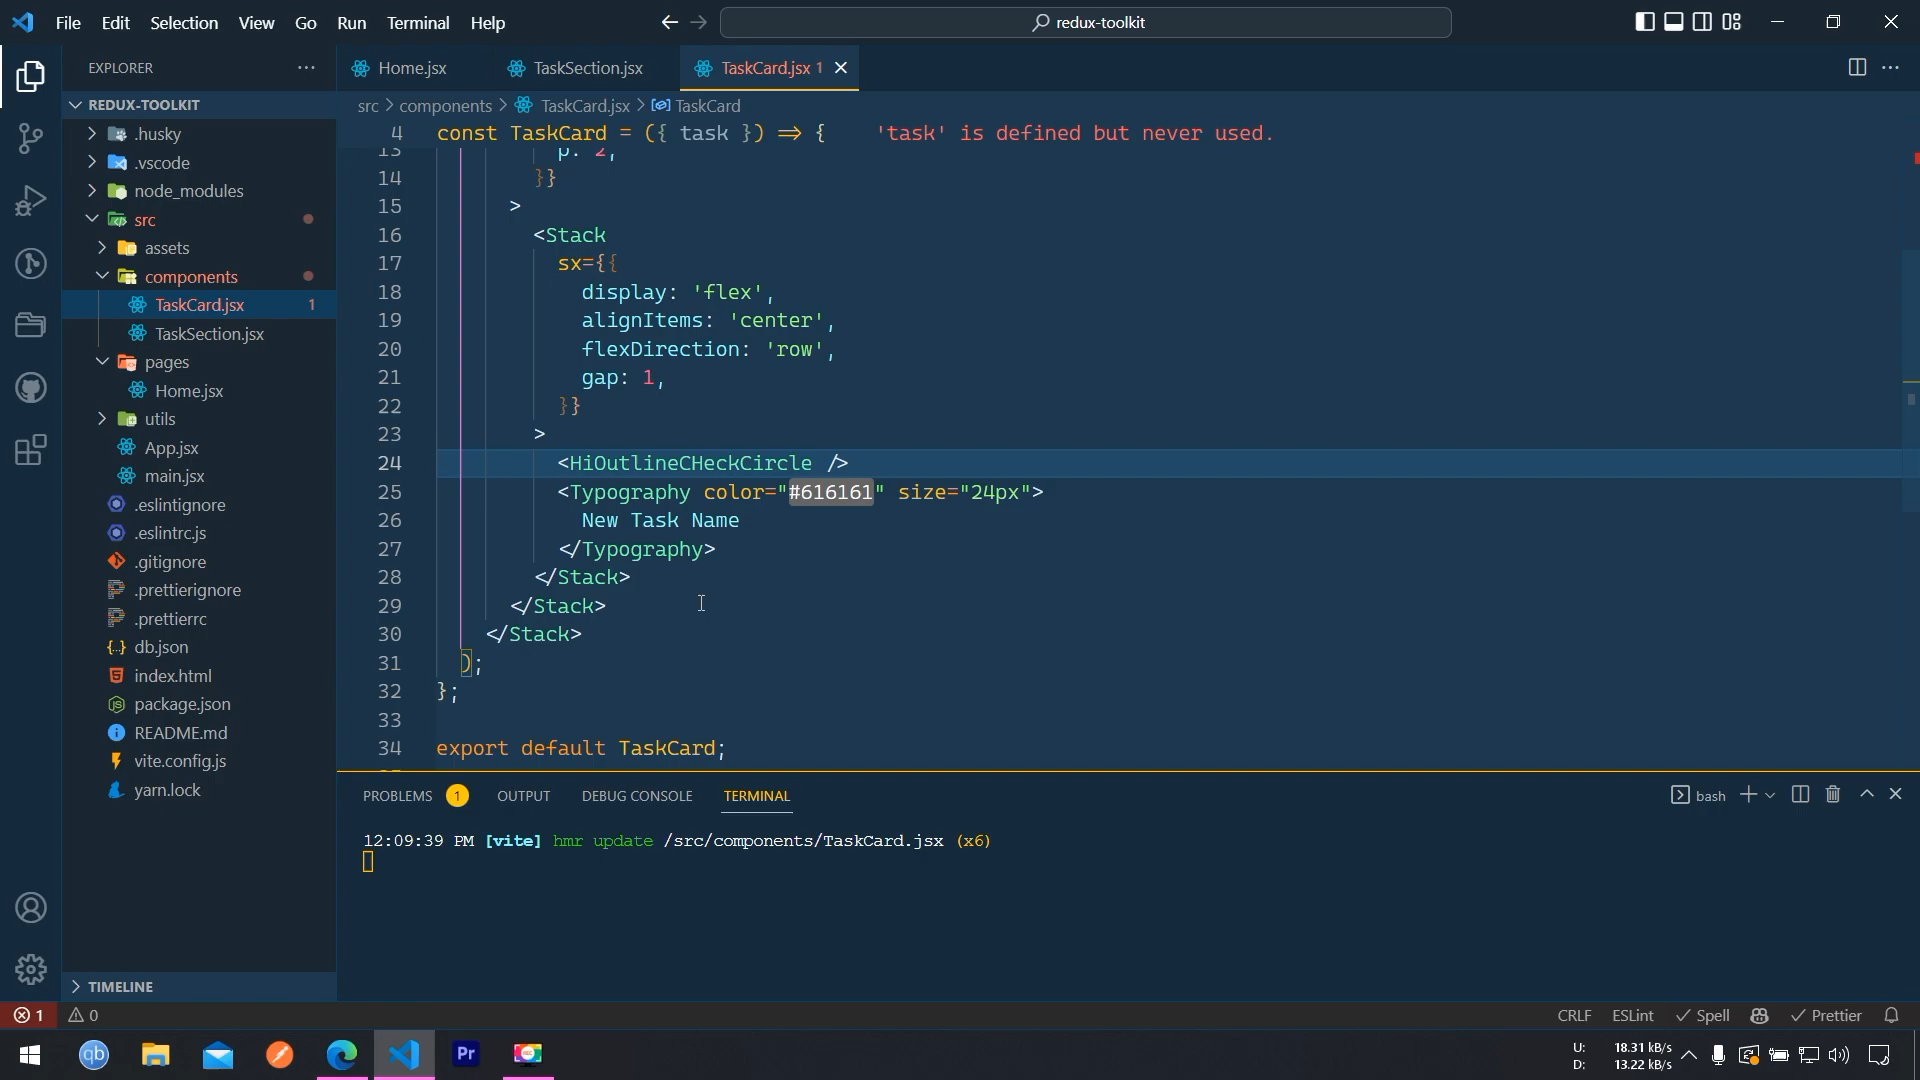 File Edit Selection View Go Run Terminal Help
redux-toolkit
EXPLORER
REDUX-TOOLKIT
.husky
.vscode
node_modules
src
assets
components
TaskCard.jsx 1
TaskSection.jsx
pages
Home.jsx
utils
App.jsx
main.jsx
.eslintignore
.eslintrc.js
.gitignore
.prettierignore
.prettierrc
db.json
index.html
package.json
README.md
vite.config.js
yarn.lock
TIMELINE
Home.jsx TaskSection.jsx TaskCard.jsx 1
src > components > TaskCard.jsx > TaskCard
4 const TaskCard = ({ task }) => { 'task' is defined but never used.
13 p: 2,
14 }}
15 >
16 <Stack
17 sx={{
18 display: 'flex',
19 alignItems: 'center',
20 flexDirection: 'row',
21 gap: 1,
22 }}
23 >
24 <HiOutlineCHeckCircle />
25 <Typography color="#616161" size="24px">
26 New Task Name
27 </Typography>
28 </Stack>
29 </Stack>
30 </Stack>
31 );
32 };
33
34 export default TaskCard;
PROBLEMS 1 OUTPUT DEBUG CONSOLE TERMINAL
bash
12:09:39 PM [vite] hmr update /src/components/TaskCard.jsx (x6)
1 0
CRLF ESLint Spell Prettier
qb
Pr
U: 18.31 kB/s
D: 13.22 kB/s